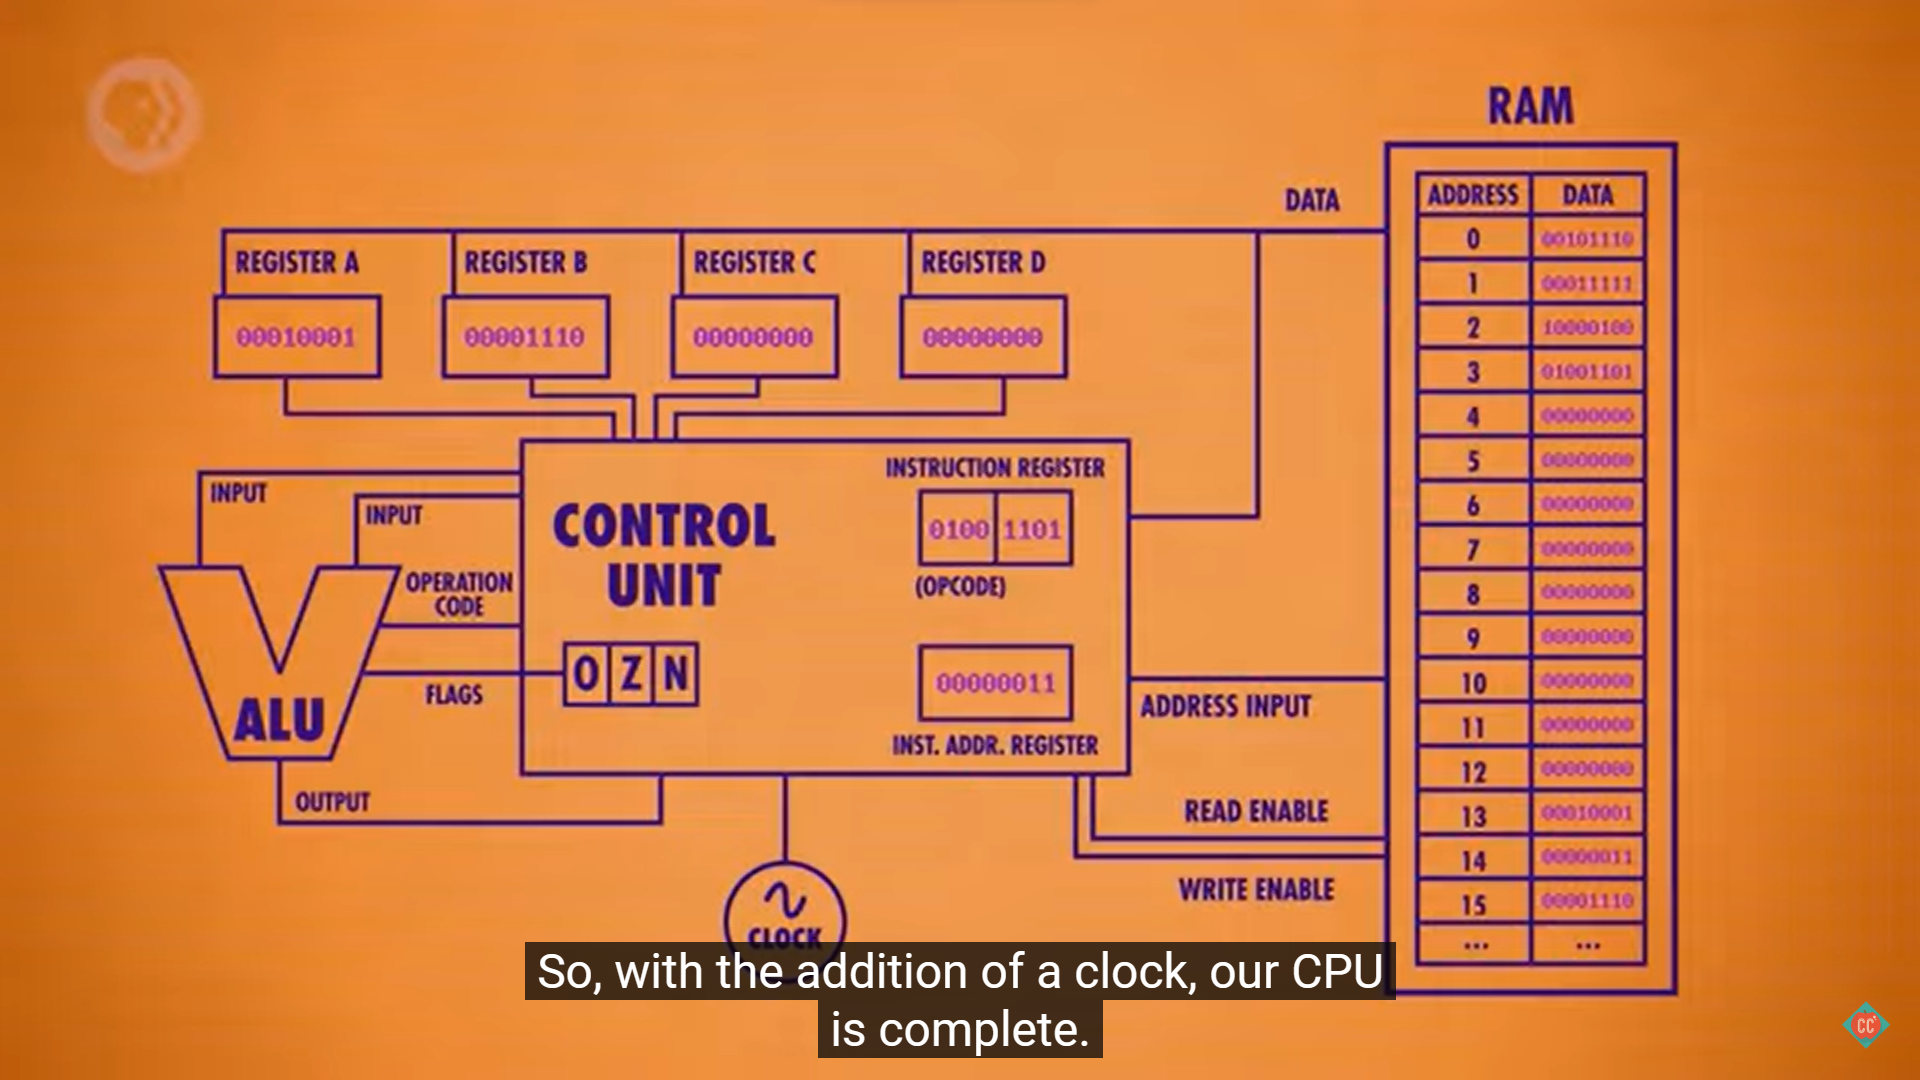 RAM
DATA
ADDRESS DATA
0 00101110
1 00011111
2 10000100
3 01001101
4 00000000
5 00000000
6 00000000
7 00000000
8 00000000
9 00000000
10 00000000
11 00000000
12 00000000
13 00010001
14 00000011
15 00001110
... ...
REGISTER A REGISTER B REGISTER C REGISTER D
00010001 00001110 00000000 00000000
INPUT
INPUT
OPERATION
CODE
FLAGS
ALU
OUTPUT
CONTROL
UNIT
O Z N
INSTRUCTION REGISTER
0100 1101
(OPCODE)
00000011
INST. ADDR. REGISTER
ADDRESS INPUT
READ ENABLE
WRITE ENABLE
CLOCK
So, with the addition of a clock, our CPU
is complete.
CC